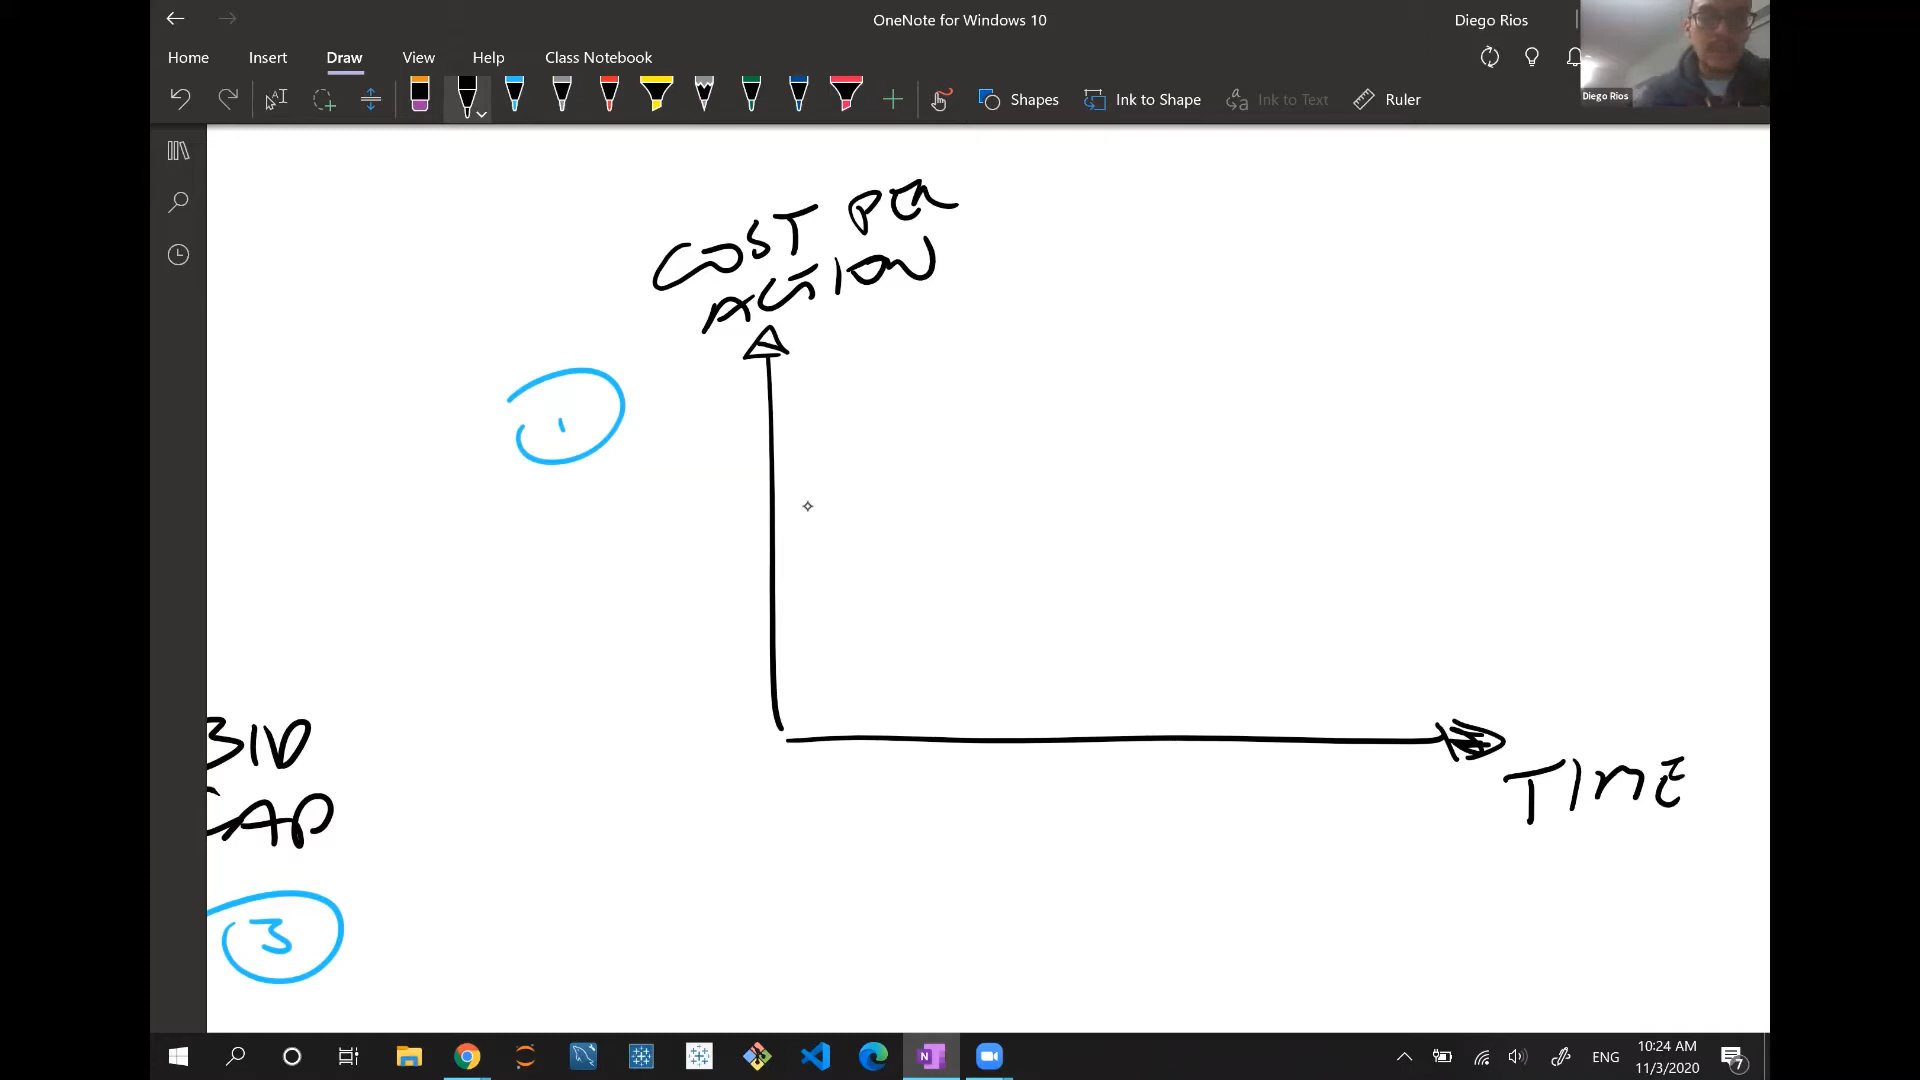 OneNote for Windows 10
Diego Rios
Home Insert Draw View Help Class Notebook
Shapes Ink to Shape Ink to Text Ruler
Diego Rios
COST PER
ACTION
1
BID
CAP
3
TIME
ENG
10:24 AM
11/3/2020
7